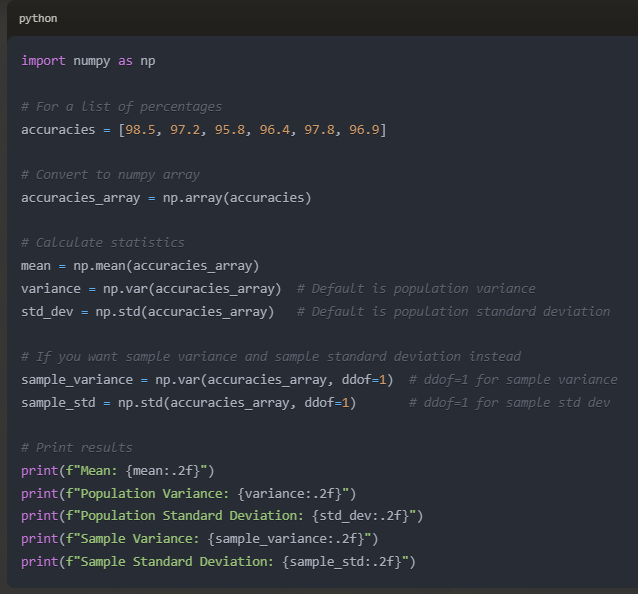 python
import numpy as np
# For a list of percentages
accuracies = [98.5, 97.2, 95.8, 96.4, 97.8, 96.9]
# Convert to numpy array
accuracies_array = np.array(accuracies)
# Calculate statistics
mean = np.mean(accuracies_array)
variance = np.var(accuracies_array)  # Default is population variance
std_dev = np.std(accuracies_array)   # Default is population standard deviation
# If you want sample variance and sample standard deviation instead
sample_variance = np.var(accuracies_array, ddof=1)  # ddof=1 for sample variance
sample_std = np.std(accuracies_array, ddof=1)       # ddof=1 for sample std dev
# Print results
print(f"Mean: {mean:.2f}")
print(f"Population Variance: {variance:.2f}")
print(f"Population Standard Deviation: {std_dev:.2f}")
print(f"Sample Variance: {sample_variance:.2f}")
print(f"Sample Standard Deviation: {sample_std:.2f}")